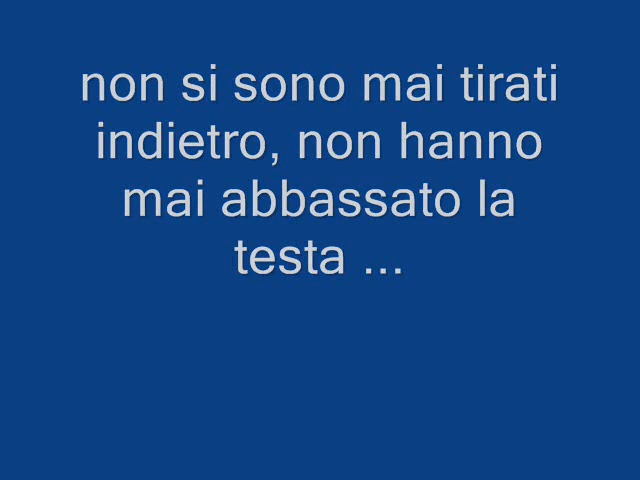 non si sono mai tirati
indietro, non hanno
mai abbassato la
testa ...